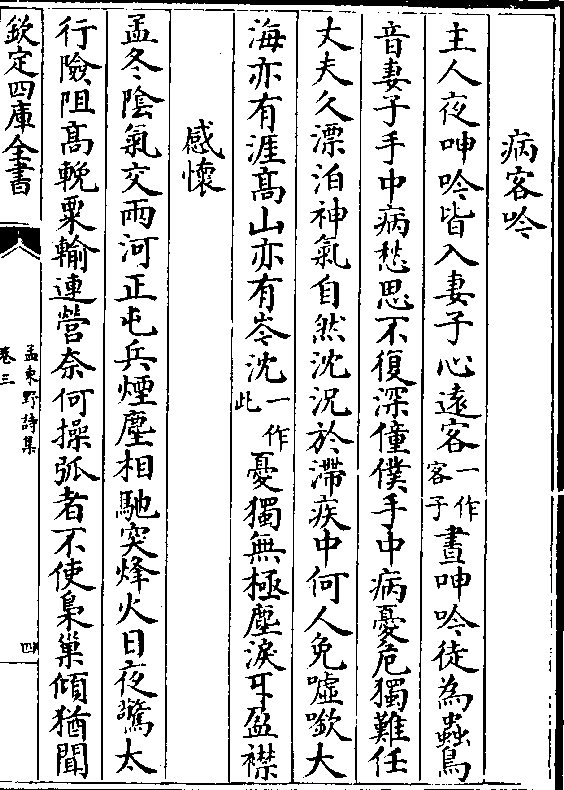 病客吟
主人夜呻吟皆入妻子心遠客一作客子晝呻吟徒為蟲鳥
音妻子手中病愁思不復深僮僕手中病憂危獨難任
丈夫久漂泊神氣自然沈況於滯疾中何人免噓噷大
海亦有涯髙山亦有岑沈一作此憂獨無極塵淚可盈襟
感懷
孟冬陰氣交兩河正屯兵煙塵相馳突烽火日夜驚太
行險阻髙輓粟輸連營奈何操弧者不使梟巢傾猶聞
欽定四庫全書
孟東野詩集
卷三
四